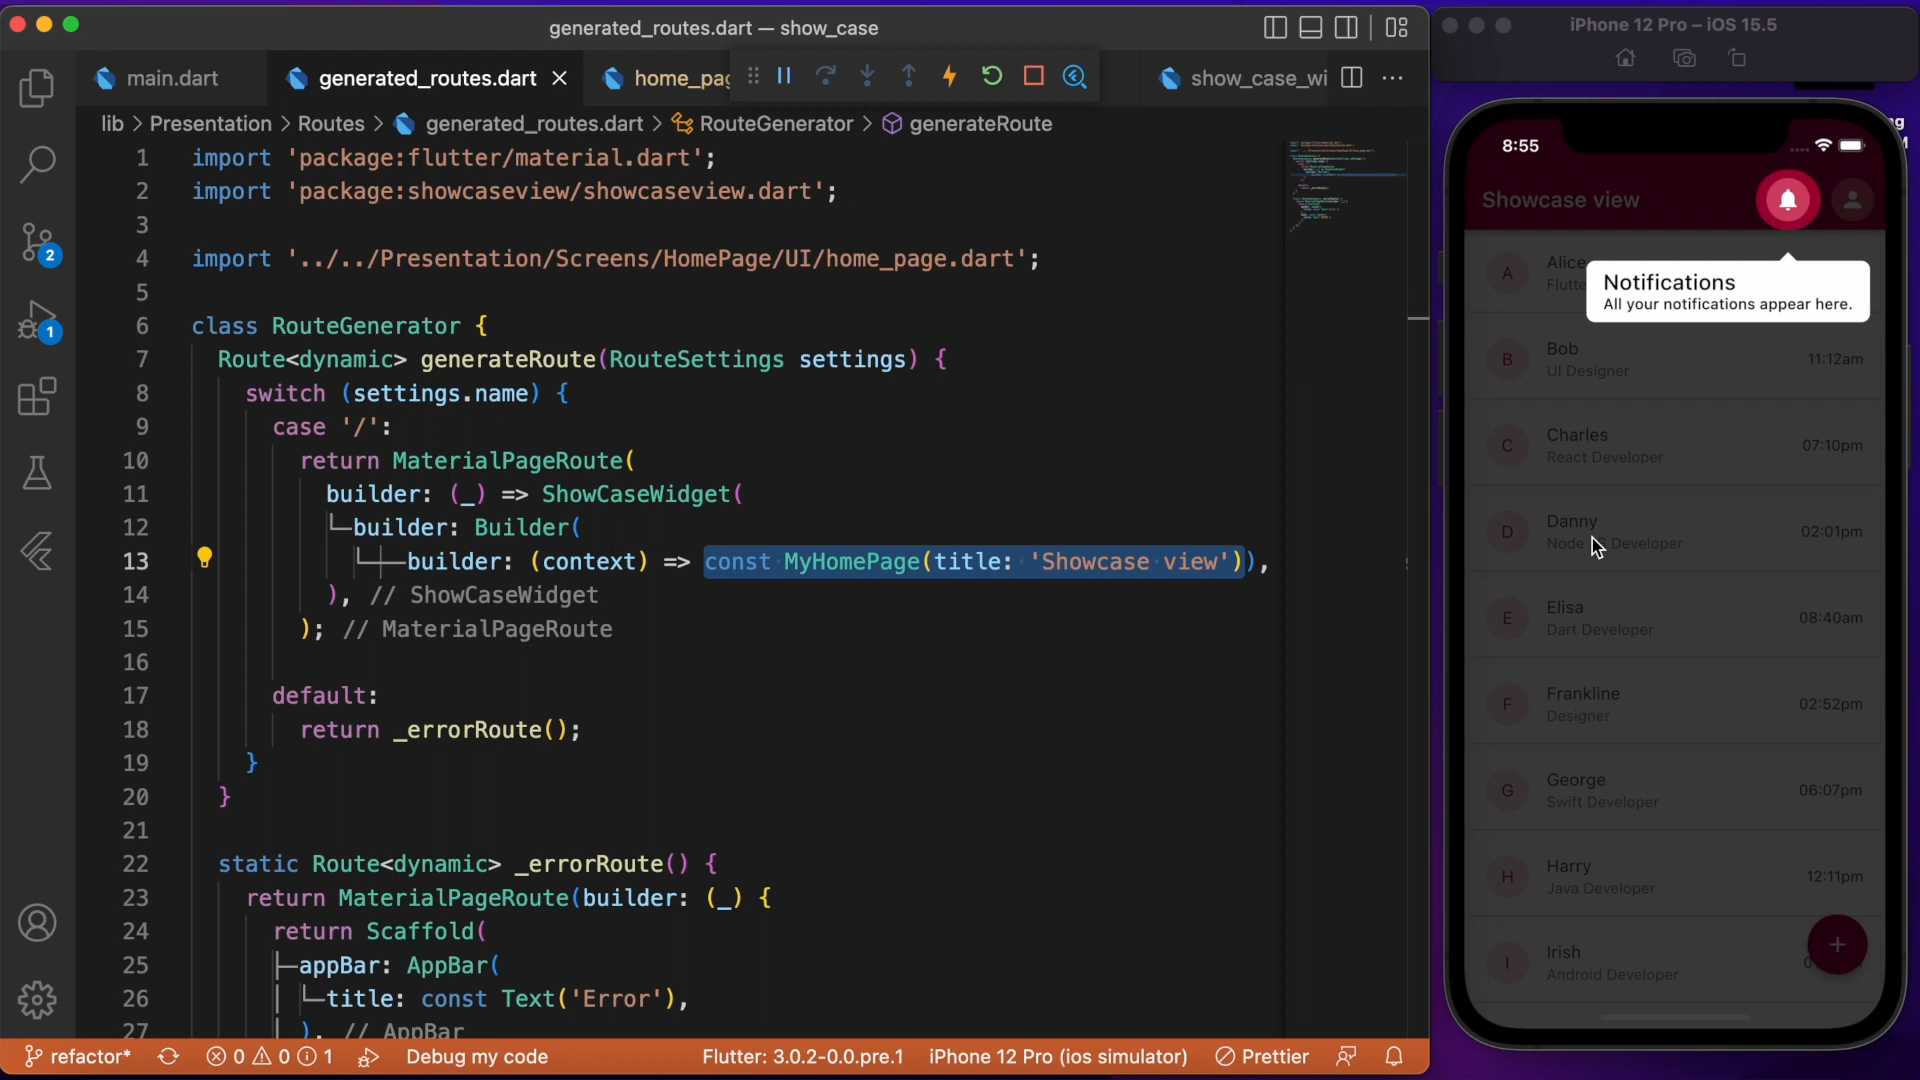 generated_routes.dart — show_case
main.dart
generated_routes.dart
home_pag
show_case_wi
lib > Presentation > Routes > generated_routes.dart > RouteGenerator > generateRoute
1 import 'package:flutter/material.dart';
2 import 'package:showcaseview/showcaseview.dart';
3
4 import '../../Presentation/Screens/HomePage/UI/home_page.dart';
5
6 class RouteGenerator {
7 Route<dynamic> generateRoute(RouteSettings settings) {
8 switch (settings.name) {
9 case '/':
10 return MaterialPageRoute(
11 builder: (_) => ShowCaseWidget(
12 builder: Builder(
13 builder: (context) => const MyHomePage(title: 'Showcase view')),
14 ), // ShowCaseWidget
15 ); // MaterialPageRoute
16
17 default:
18 return _errorRoute();
19 }
20 }
21
22 static Route<dynamic> _errorRoute() {
23 return MaterialPageRoute(builder: (_) {
24 return Scaffold(
25 appBar: AppBar(
26 title: const Text('Error'),
27 ), // AppBar
2
1
refactor* 0 0 1 Debug my code Flutter: 3.0.2-0.0.pre.1 iPhone 12 Pro (ios simulator) Prettier
iPhone 12 Pro – iOS 15.5
8:55
Showcase view
Notifications
All your notifications appear here.
A Alice
Flutte
B Bob 11:12am
UI Designer
C Charles 07:10pm
React Developer
D Danny 02:01pm
Node Developer
E Elisa 08:40am
Dart Developer
F Frankline 02:52pm
Designer
G George 06:07pm
Swift Developer
H Harry 12:11pm
Java Developer
I Irish
Android Developer